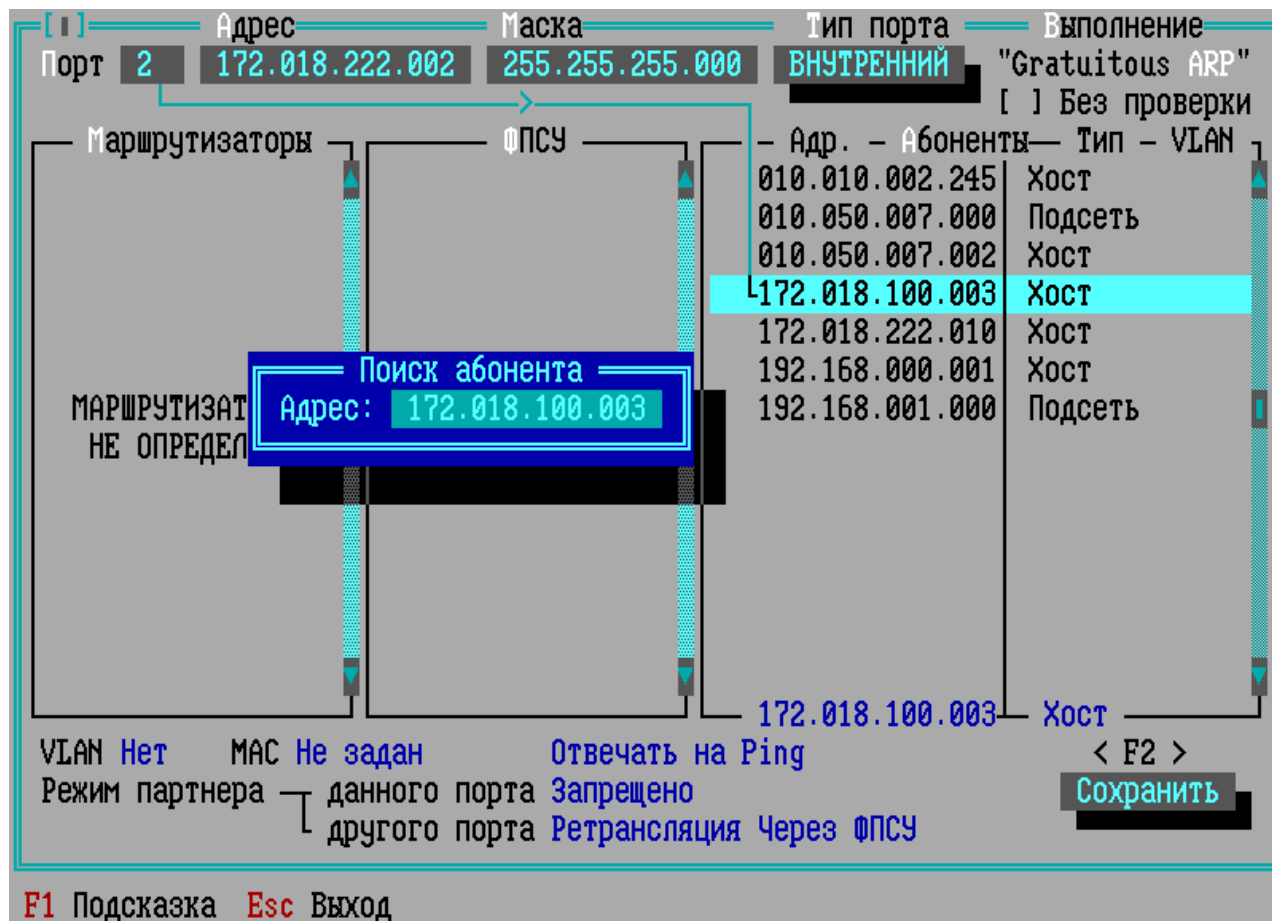 [ ] Адрес Маска Тип порта Выполнение
Порт 2 172.018.222.002 255.255.255.000 ВНУТРЕННИЙ "Gratuitous ARP"
[ ] Без проверки
Маршрутизаторы ФПСУ Адр. – Абоненты — Тип – VLAN
010.010.002.245 Хост
010.050.007.000 Подсеть
010.050.007.002 Хост
172.018.100.003 Хост
172.018.222.010 Хост
Поиск абонента 192.168.000.001 Хост
МАРШРУТИЗАТ Адрес: 172.018.100.003 192.168.001.000 Подсеть
НЕ ОПРЕДЕЛ
172.018.100.003 Хост
VLAN Нет MAC Не задан Отвечать на Ping < F2 >
Режим партнера данного порта Запрещено Сохранить
другого порта Ретрансляция Через ФПСУ
F1 Подсказка Esc Выход